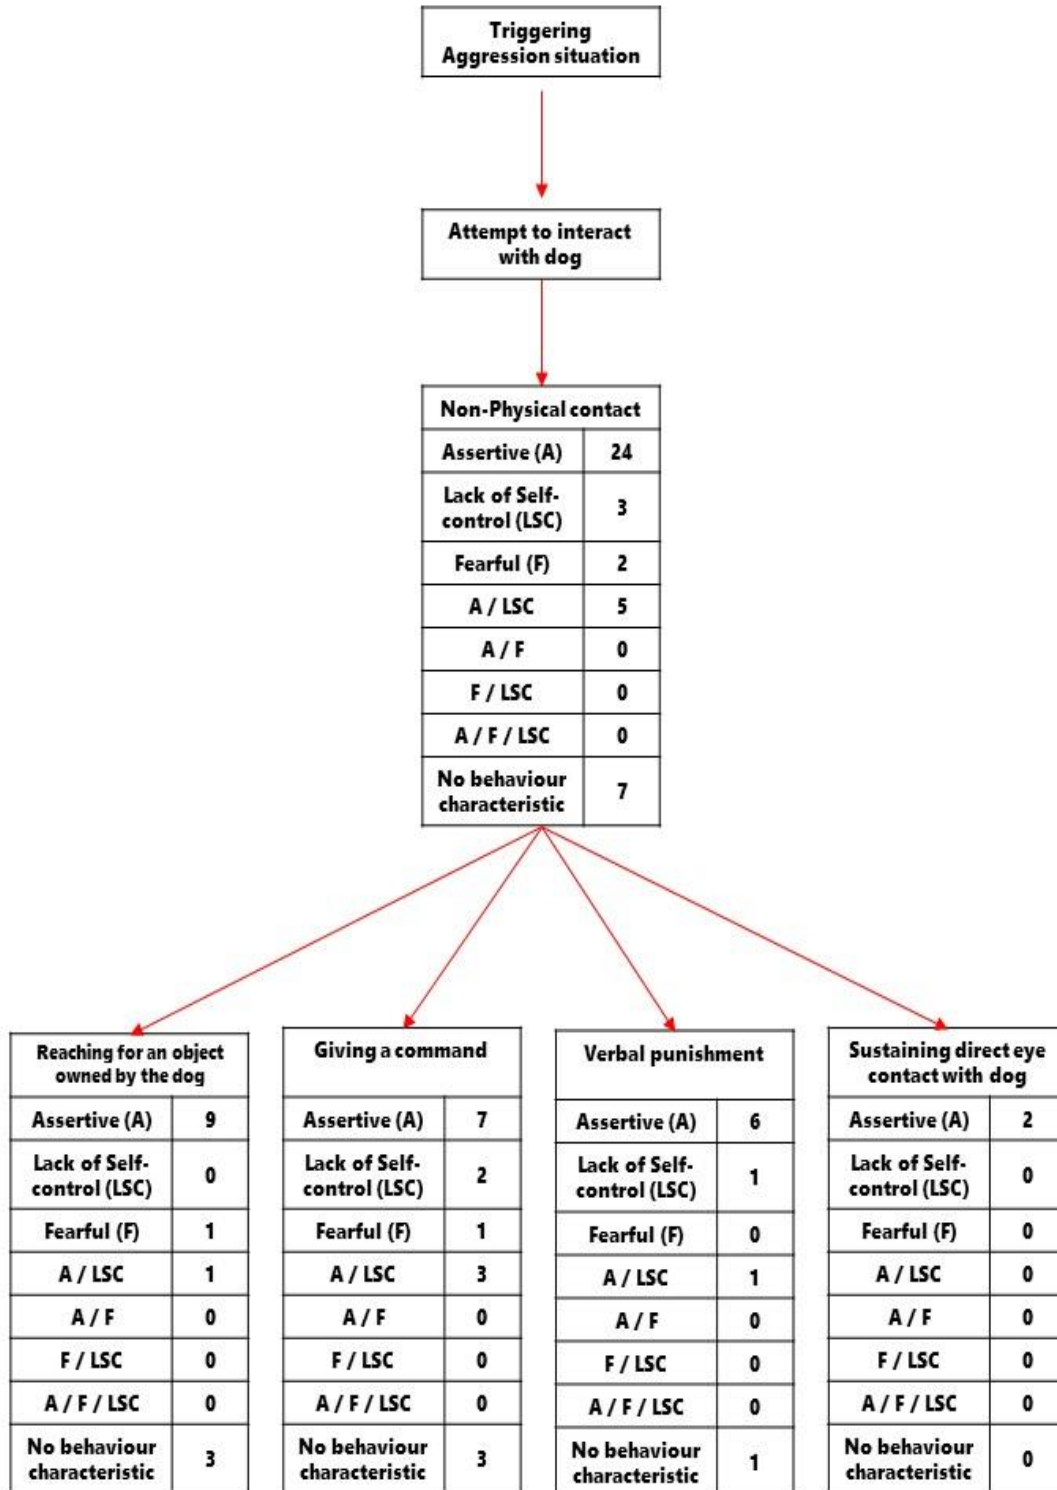 Triggering
Aggression situation
Attempt to interact
with dog
Non-Physical contact
Assertive (A) 24
Lack of Self-
control (LSC) 3
Fearful (F) 2
A / LSC 5
A / F 0
F / LSC 0
A / F / LSC 0
No behaviour
characteristic 7
Reaching for an object
owned by the dog
Assertive (A) 9
Lack of Self-
control (LSC) 0
Fearful (F) 1
A / LSC 1
A / F 0
F / LSC 0
A / F / LSC 0
No behaviour
characteristic 3
Giving a command
Assertive (A) 7
Lack of Self-
control (LSC) 2
Fearful (F) 1
A / LSC 3
A / F 0
F / LSC 0
A / F / LSC 0
No behaviour
characteristic 3
Verbal punishment
Assertive (A) 6
Lack of Self-
control (LSC) 1
Fearful (F) 0
A / LSC 1
A / F 0
F / LSC 0
A / F / LSC 0
No behaviour
characteristic 1
Sustaining direct eye
contact with dog
Assertive (A) 2
Lack of Self-
control (LSC) 0
Fearful (F) 0
A / LSC 0
A / F 0
F / LSC 0
A / F / LSC 0
No behaviour
characteristic 0